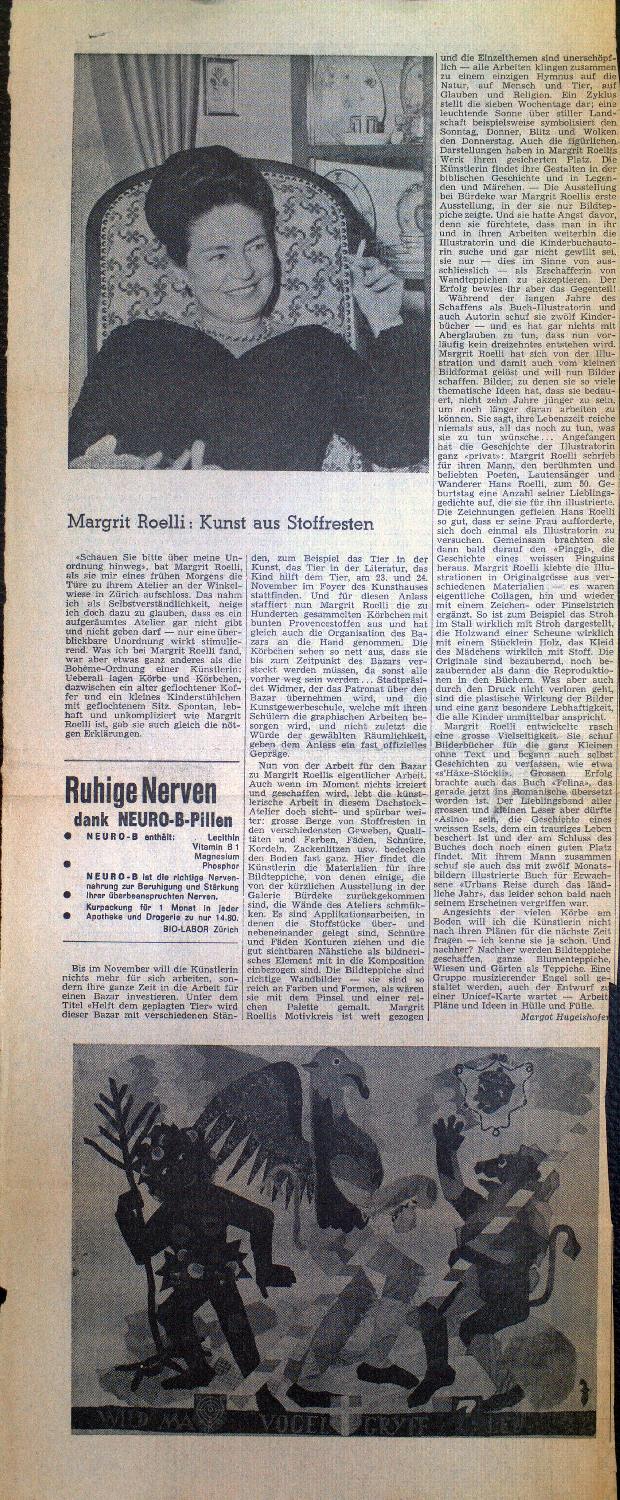 Margrit Roelli: Kunst aus Stoffresten
«Schauen Sie bitte über meine Un-
ordnung hinweg», bat Margrit Roelli,
als sie mir eines frühen Morgens die
Türe zu ihrem Atelier an der Winkel-
wiese in Zürich aufschloss. Das nahm
ich als Selbstverständlichkeit, neige
ich doch dazu zu glauben, dass es ein
aufgeräumtes Atelier gar nicht gibt
und nicht geben darf — nur eine über-
blickbare Unordnung wirkt stimulie-
rend. Was ich bei Margrit Roelli fand,
war aber etwas ganz anderes als die
Bohème-Ordnung einer Künstlerin:
Ueberall lagen Körbe und Körbchen,
dazwischen ein alter geflochtener Kof-
fer und ein kleines Kinderstühlchen
mit geflochtenem Sitz. Spontan, leb-
haft und unkompliziert wie Margrit
Roelli ist, gab sie auch gleich die nöti-
gen Erklärungen.
Ruhige Nerven
dank NEURO-B-Pillen
NEURO-B enthält: Lecithin
Vitamin B 1
Magnesium
Phosphor
NEURO-B ist die richtige Nerven-
nahrung zur Beruhigung und Stärkung
Ihrer überbeanspruchten Nerven.
Kurpackung für 1 Monat in jeder
Apotheke und Drogerie zu nur 14.80.
BIO-LABOR Zürich
Bis im November will die Künstlerin
nichts mehr für sich arbeiten, son-
dern ihre ganze Zeit in die Arbeit für
einen Bazar investieren. Unter dem
Titel «Helft dem geplagten Tier» wird
dieser Bazar mit verschiedenen Stän-
den, zum Beispiel das Tier in der
Kunst, das Tier in der Literatur, das
Kind hilft dem Tier, am 23. und 24.
November im Foyer des Kunsthauses
stattfinden. Und für diesen Anlass
staffiert nun Margrit Roelli die zu
Hunderten gesammelten Körbchen mit
bunten Provencestoffen aus und hat
gleich auch die Organisation des Ba-
zars an die Hand genommen. Die
Körbchen sehen so nett aus, dass sie
bis zum Zeitpunkt des Bazars ver-
steckt werden müssen, da sonst alle
vorher weg sein werden... Stadtpräsi-
det Widmer, der das Patronat über den
Bazar übernehmen wird, und die
Kunstgewerbeschule, welche mit ihren
Schülern die graphischen Arbeiten be-
sorgen wird, und nicht zuletzt die
Würde der gewählten Räumlichkeit,
geben dem Anlass ein fast offizielles
Gepräge.
Nun von der Arbeit für den Bazar
zu Margrit Roellis eigentlicher Arbeit.
Auch wenn im Moment nichts kreiert
und geschaffen wird, lebt die künst-
lerische Arbeit in diesem Dachstock-
Atelier doch sicht- und spürbar wei-
ter: grosse Berge von Stoffresten in
den verschiedensten Geweben, Quali-
täten und Farben, Fäden, Schnüre,
Kordeln, Zackenlitzen usw. bedecken
den Boden fast ganz. Hier findet die
Künstlerin die Materialien für ihre
Bildteppiche, von denen einige, die
von der kürzlichen Ausstellung in der
Galerie Bürdeke zurückgekommen
sind, die Wände des Ateliers schmük-
ken. Es sind Applikationsarbeiten, in
denen die Stoffstücke über- und
nebeneinander gelegt sind, Schnüre
und Fäden Konturen ziehen und die
gut sichtbaren Nähstiche als bildneri-
sches Element mit in die Komposition
einbezogen sind. Die Bildteppiche sind
richtige Wandbilder — sie sind so
reich an Farben und Formen, als wären
sie mit dem Pinsel und einer rei-
chen Palette gemalt. Margrit
Roellis Motivkreis ist weit gezogen
und die Einzelthemen sind unerschöpf-
lich — alle Arbeiten klingen zusammen
zu einem einzigen Hymnus auf die
Natur, auf Mensch und Tier, auf
Glauben und Religion. Ein Zyklus
stellt die sieben Wochentage dar; eine
leuchtende Sonne über stiller Land-
schaft beispielsweise symbolisiert den
Sonntag, Donner, Blitz und Wolken
den Donnerstag. Auch die figürlichen
Darstellungen haben in Margrit Roellis
Werk ihren gesicherten Platz. Die
Künstlerin findet ihre Gestalten in der
biblischen Geschichte und in Legen-
den und Märchen. — Die Ausstellung
bei Bürdeke war Margrit Roellis erste
Ausstellung, in der sie nur Bildtep-
piche zeigte. Und sie hatte Angst davor,
denn sie fürchtete, dass man in ihr
und in ihren Arbeiten weiterhin die
Illustratorin und die Kinderbuchauto-
rin suche und gar nicht gewillt sei,
sie nur — dies im Sinne von aus-
schliesslich — als Erschafferin von
Wandteppichen zu akzeptieren. Der
Erfolg bewies ihr aber das Gegenteil!
Während der langen Jahre des
Schaffens als Buch-Illustratorin und
auch Autorin schuf sie zwölf Kinder-
bücher — und es hat gar nichts mit
Aberglauben zu tun, dass nun vor-
läufig kein dreizehntes entstehen wird.
Margrit Roelli hat sich von der Illu-
stration und damit auch vom kleinen
Bildformat gelöst und will nun Bilder
schaffen. Bilder, zu denen sie so viele
thematische Ideen hat, dass sie bedau-
ert, nicht zehn Jahre jünger zu sein,
um noch länger daran arbeiten zu
können. Sie sagt, ihre Lebenszeit reiche
niemals aus, all das noch zu tun, was
sie zu tun wünsche... Angefangen
hat die Geschichte der Illustratorin
ganz «privat»: Margrit Roelli schrieb
für ihren Mann, den berühmten und
beliebten Poeten, Lautensänger und
Wanderer Hans Roelli, zum 50. Ge-
burtstag eine Anzahl seiner Lieblings-
gedichte auf, die sie für ihn illustrierte.
Die Zeichnungen gefielen Hans Roelli
so gut, dass er seine Frau aufforderte,
sich doch einmal als Illustratorin zu
versuchen. Gemeinsam brachten sie
dann bald darauf den «Pinggi», die
Geschichte eines weissen Pinguins
heraus. Margrit Roelli klebte die Illu-
strationen in Originalgrösse aus ver-
schiedenen Materialien — es waren
eigentliche Collagen, hin und wieder
mit einem Zeichen- oder Pinselstrich
ergänzt. So ist zum Beispiel das Stroh
im Stall wirklich mit Stroh dargestellt,
die Holzwand einer Scheune wirklich
mit einem Stücklein Holz, das Kleid
des Mädchens wirklich mit Stoff. Die
Originale sind bezaubernd, noch be-
zaubernder als dann die Reproduktio-
nen in den Büchern. Was aber auch
durch den Druck nicht verloren geht,
sind die plastische Wirkung der Bilder
und eine ganz besondere Lebhaftigkeit,
die alle Kinder unmittelbar anspricht.
Margrit Roelli entwickelte rasch
eine grosse Vielseitigkeit. Sie schuf
Bilderbücher für die ganz Kleinen
ohne Text und begann auch selbst
Geschichten zu verfassen, wie etwa
«s'Häxe-Stöckli». Grossen Erfolg
brachte auch das Buch «Felina», das
gerade jetzt ins Romanische übersetzt
worden ist. Der Lieblingsband aller
grossen und kleinen Leser aber dürfte
«Asino» sein, die Geschichte eines
weissen Esels, dem ein trauriges Leben
beschert ist und der am Schluss des
Buches doch noch einen guten Platz
findet. Mit ihrem Mann zusammen
schuf sie auch das mit zwölf Monats-
bildern illustrierte Buch für Erwach-
sene «Urbans Reise durch das länd-
liche Jahr», das leider schon bald nach
seinem Erscheinen vergriffen war.
Angesichts der vielen Körbe am
Boden will ich die Künstlerin nicht
nach ihren Plänen für die nächste Zeit
fragen — ich kenne sie ja schon. Und
nachher? Nachher werden Bildteppiche
geschaffen, ganze Blumenteppiche,
Wiesen und Gärten als Teppiche. Eine
Gruppe musizierender Engel soll ge-
staltet werden, auch der Entwurf zu
einer Unicef-Karte wartet — Arbeit,
Pläne und Ideen in Hülle und Fülle.
Margot Hugelshofer
WILD MA VOGEL GRYFF LEU